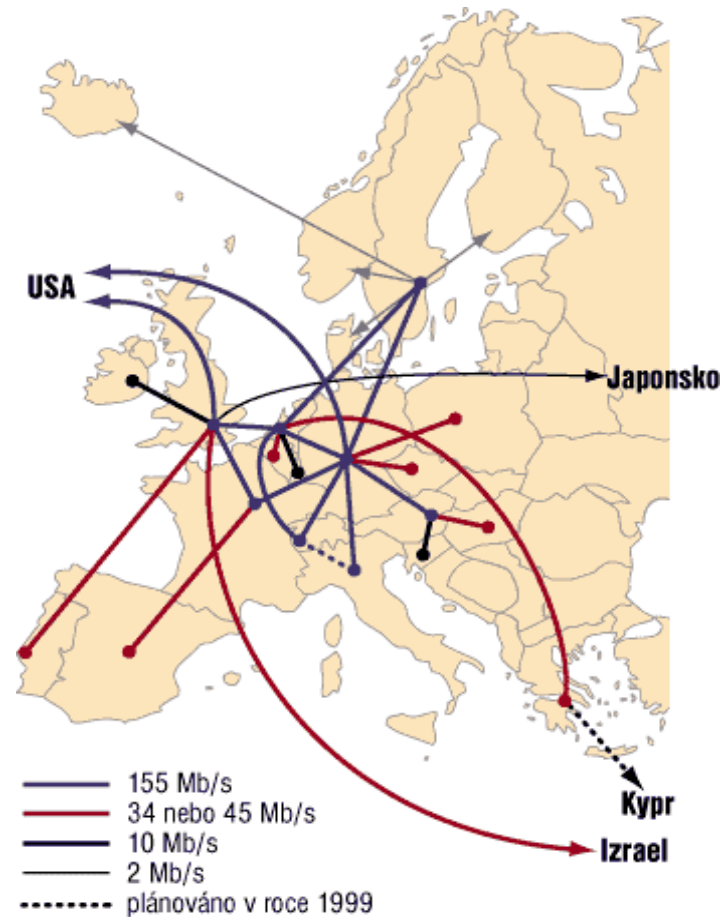 USA
Japonsko
Kypr
Izrael
155 Mb/s
34 nebo 45 Mb/s
10 Mb/s
2 Mb/s
plánováno v roce 1999